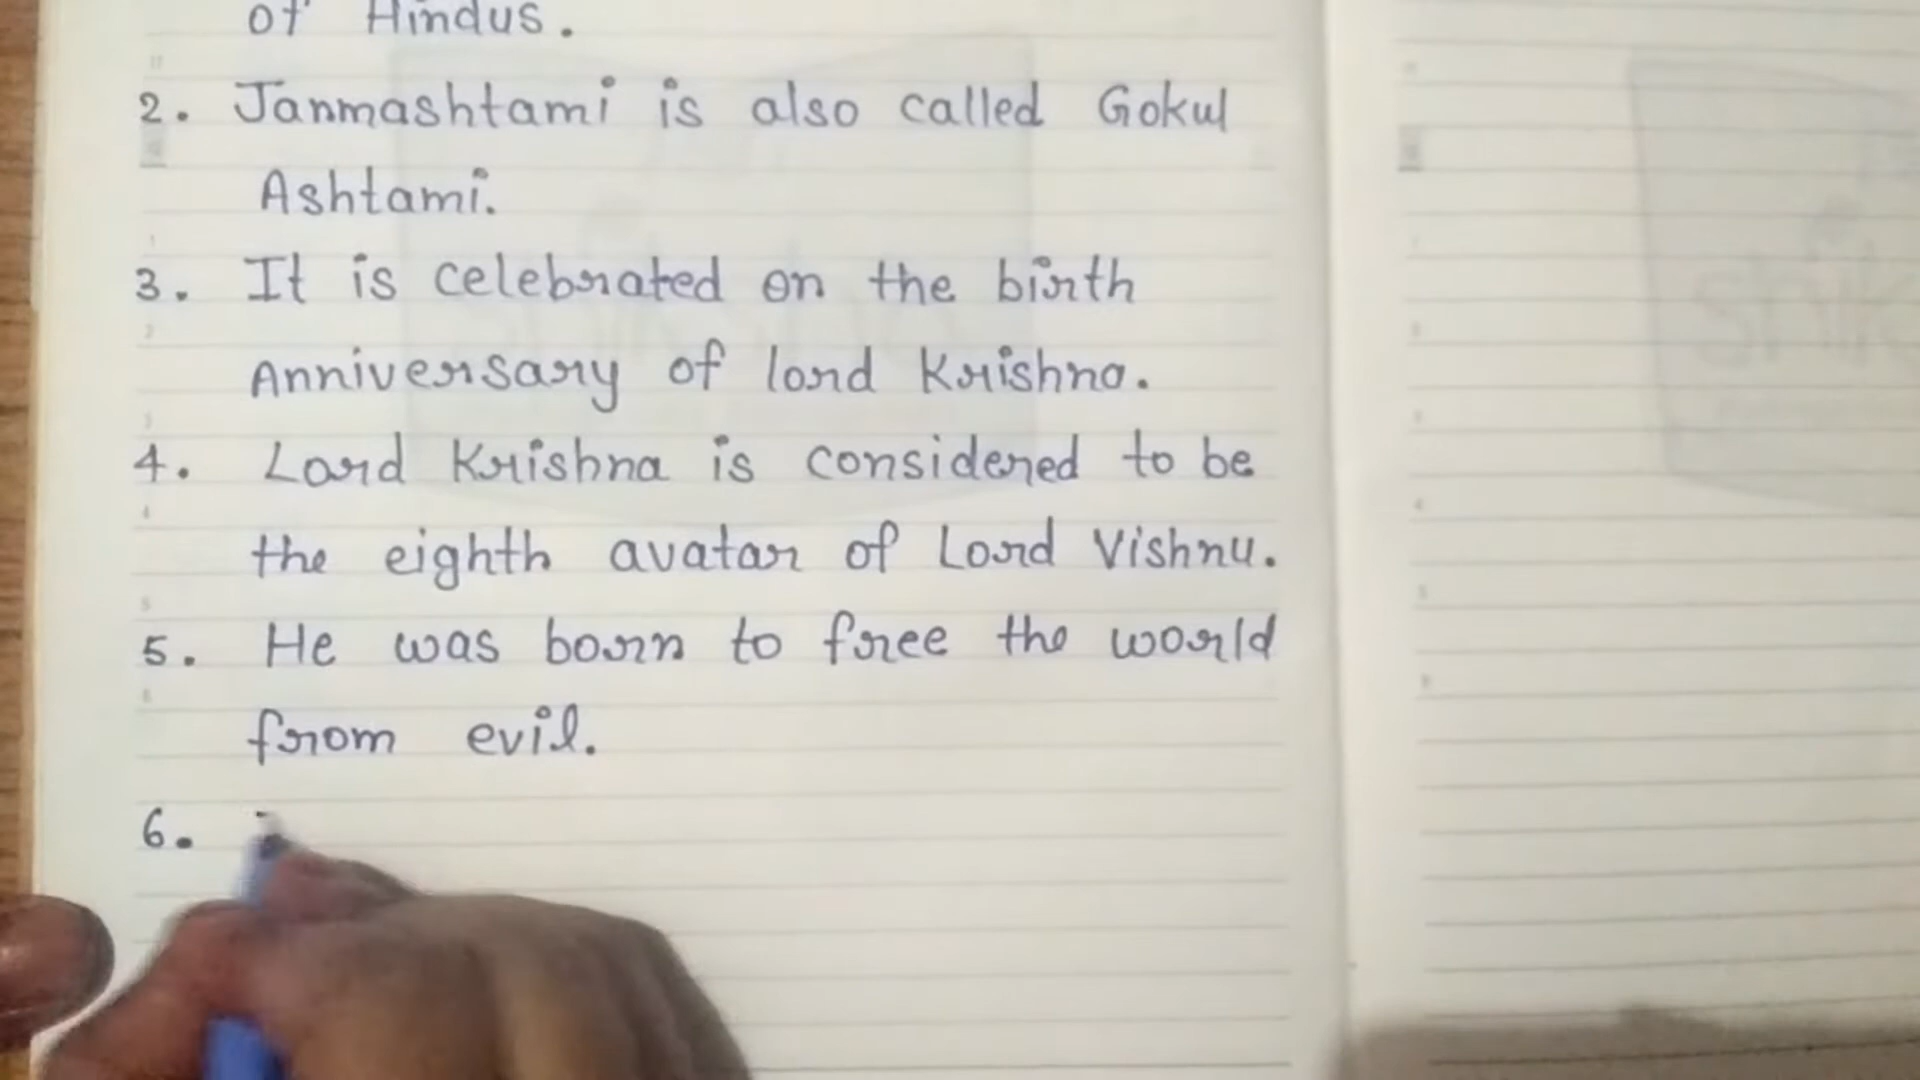 of Hindus.
2. Janmashtami is also called Gokul
Ashtami.
3. It is celebrated on the birth
Anniversary of lord Krishna.
4. Lord Krishna is considered to be
the eighth avatar of Lord Vishnu.
5. He was born to free the world
from evil.
6.